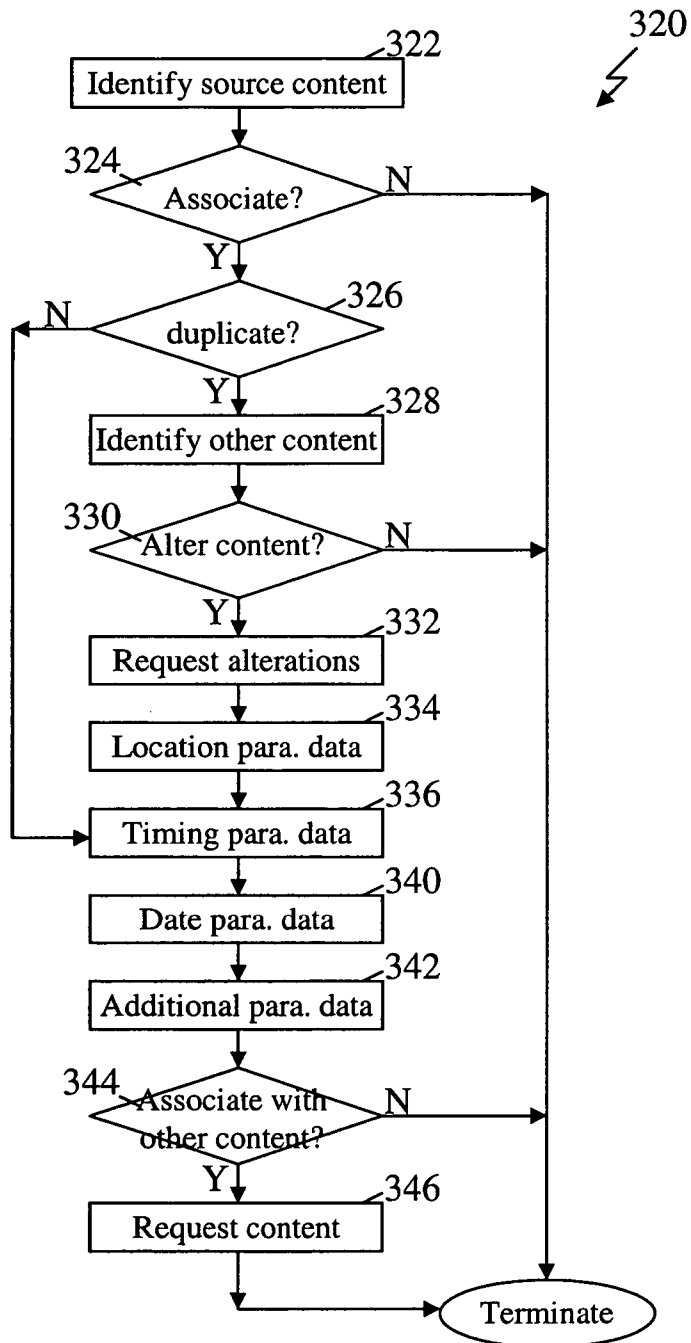 320
322
Identify source content
324
Associate?
N
Y
326
N
duplicate?
Y
328
Identify other content
330
Alter content?
N
Y
332
Request alterations
334
Location para. data
336
Timing para. data
340
Date para. data
342
Additional para. data
344
Associate with
other content?
N
Y
346
Request content
Terminate